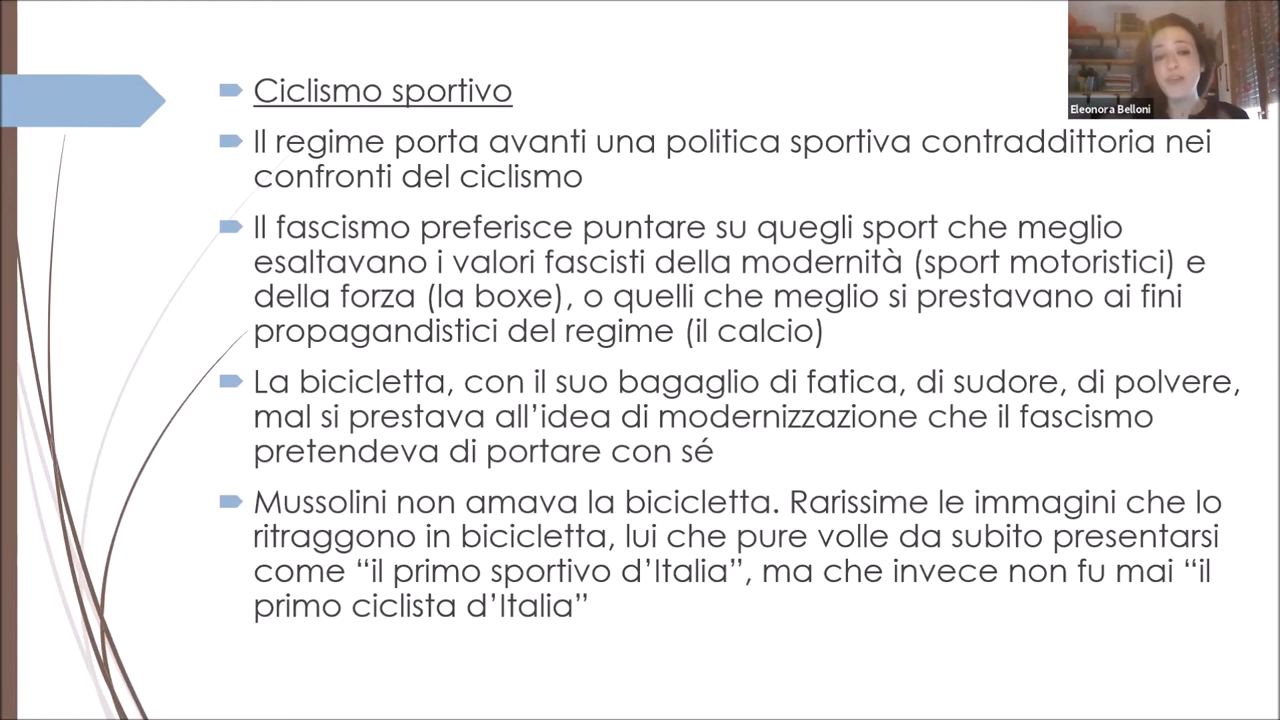 Ciclismo sportivo
Il regime porta avanti una politica sportiva contraddittoria nei
confronti del ciclismo
Il fascismo preferisce puntare su quegli sport che meglio
esaltavano i valori fascisti della modernità (sport motoristici) e
della forza (la boxe), o quelli che meglio si prestavano ai fini
propagandistici del regime (il calcio)
La bicicletta, con il suo bagaglio di fatica, di sudore, di polvere,
mal si prestava all’idea di modernizzazione che il fascismo
pretendeva di portare con sé
Mussolini non amava la bicicletta. Rarissime le immagini che lo
ritraggono in bicicletta, lui che pure volle da subito presentarsi
come “il primo sportivo d’Italia”, ma che invece non fu mai “il
primo ciclista d’Italia”
Eleonora Belloni